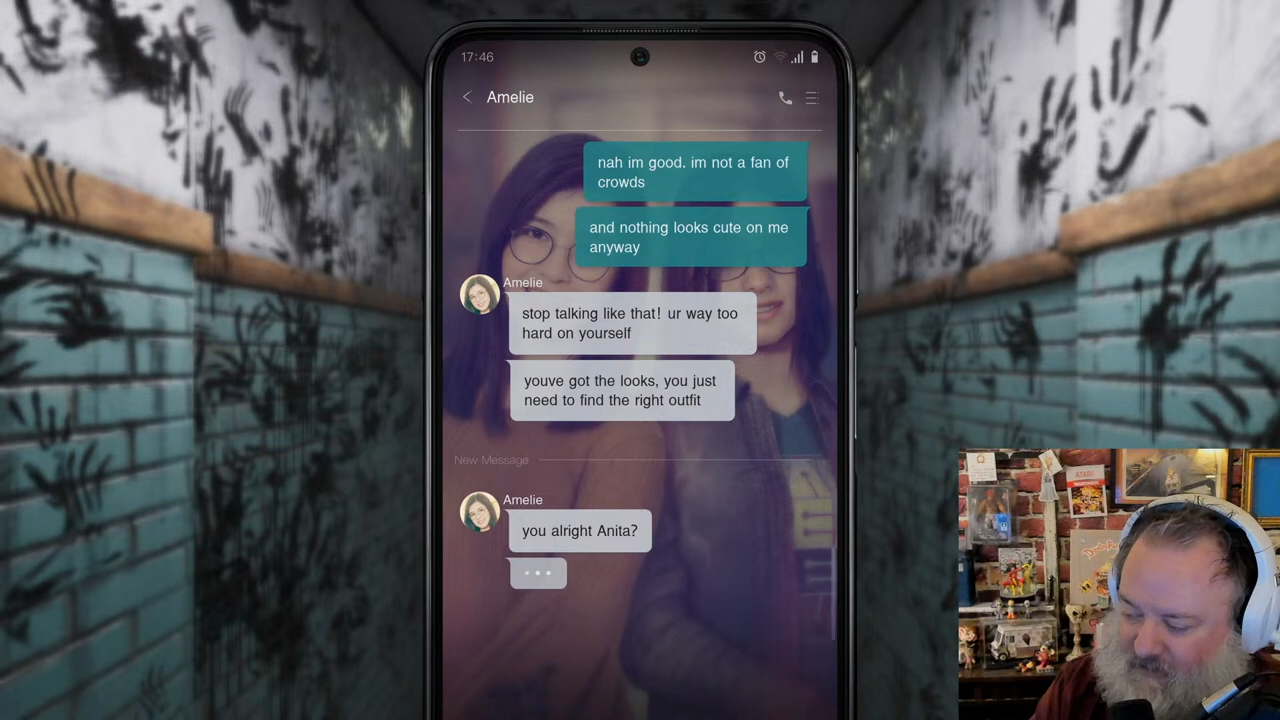 17:46
Amelie
nah im good. im not a fan of
crowds
and nothing looks cute on me
anyway
Amelie
stop talking like that! ur way too
hard on yourself
youve got the looks, you just
need to find the right outfit
New Message
Amelie
you alright Anita?
ATARI